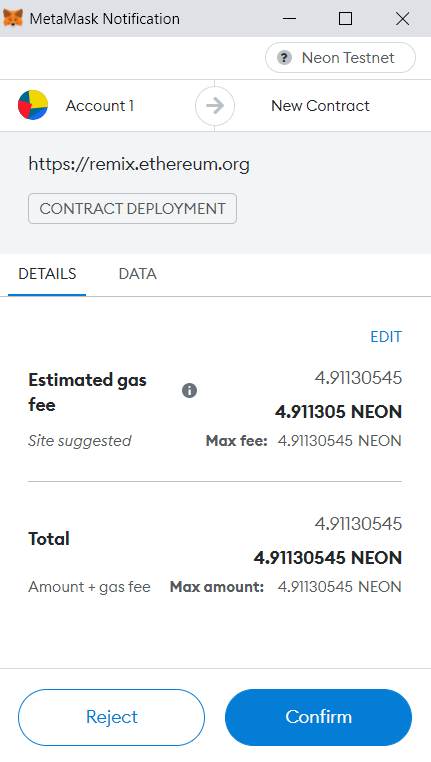 MetaMask Notification
? Neon Testnet
Account 1
New Contract
https://remix.ethereum.org
CONTRACT DEPLOYMENT
DETAILS
DATA
EDIT
Estimated gas
fee
i
4.91130545
4.911305 NEON
Site suggested
Max fee: 4.91130545 NEON
4.91130545
Total
4.91130545 NEON
Amount + gas fee
Max amount: 4.91130545 NEON
Reject
Confirm